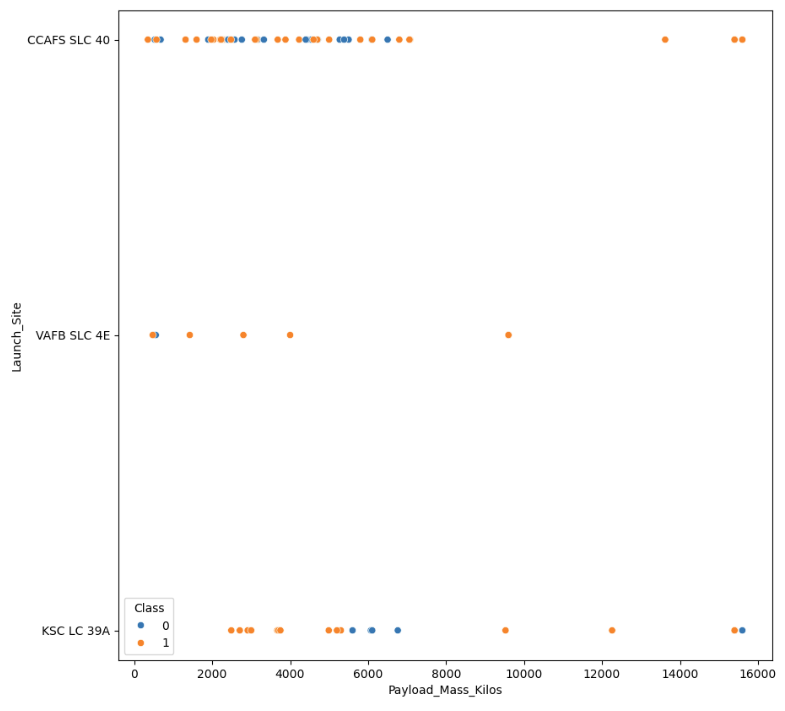 CCAFS SLC 40
VAFB SLC 4E
KSC LC 39A
Launch_Site
Class
0
1
0 2000 4000 6000 8000 10000 12000 14000 16000
Payload_Mass_Kilos